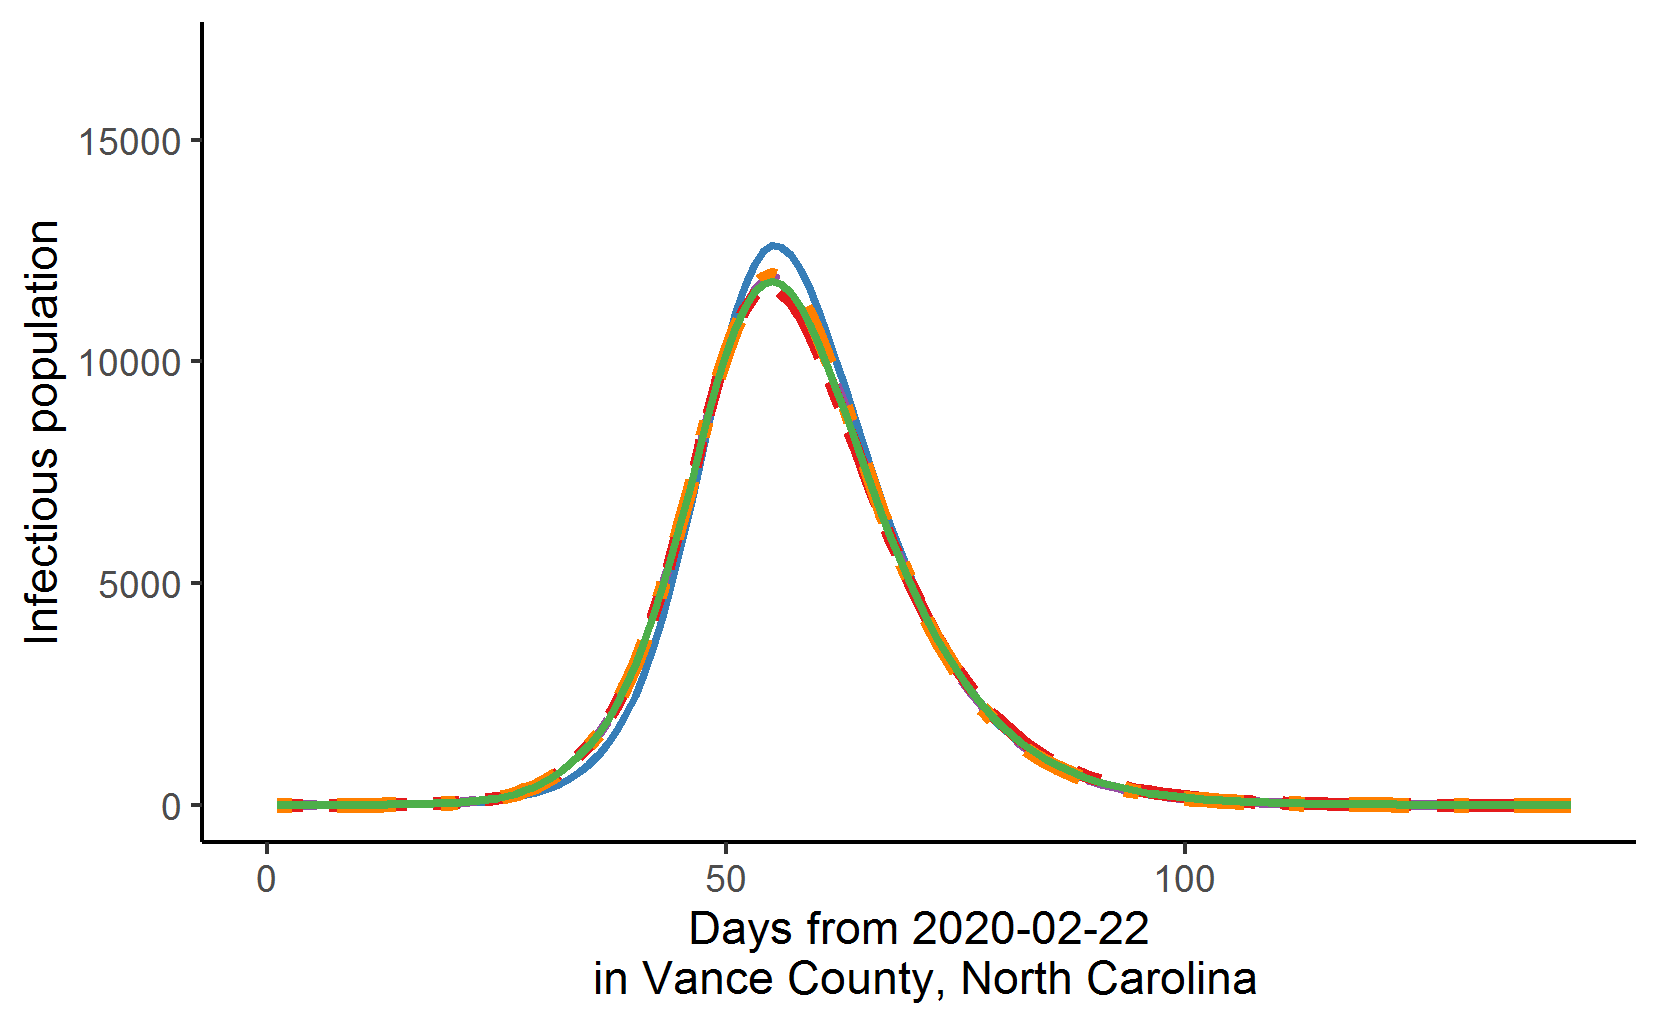 Infectious population
15000
10000
5000
0
0
50
100
Days from 2020-02-22
in Vance County, North Carolina